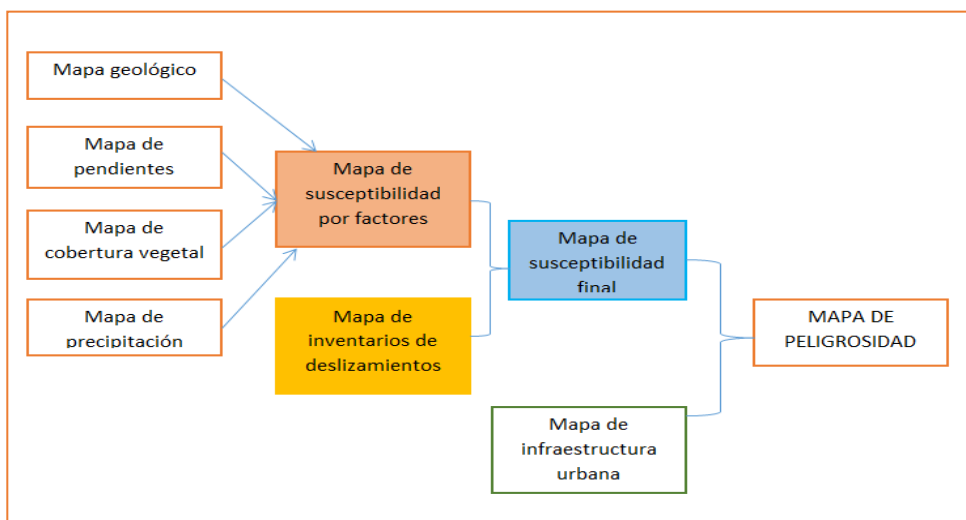 Mapa geológico
Mapa de
pendientes
Mapa de
cobertura vegetal
Mapa de
precipitación
Mapa de
susceptibilidad
por factores
Mapa de
inventarios de
deslizamientos
Mapa de
susceptibilidad
final
Mapa de
infraestructura
urbana
MAPA DE
PELIGROSIDAD